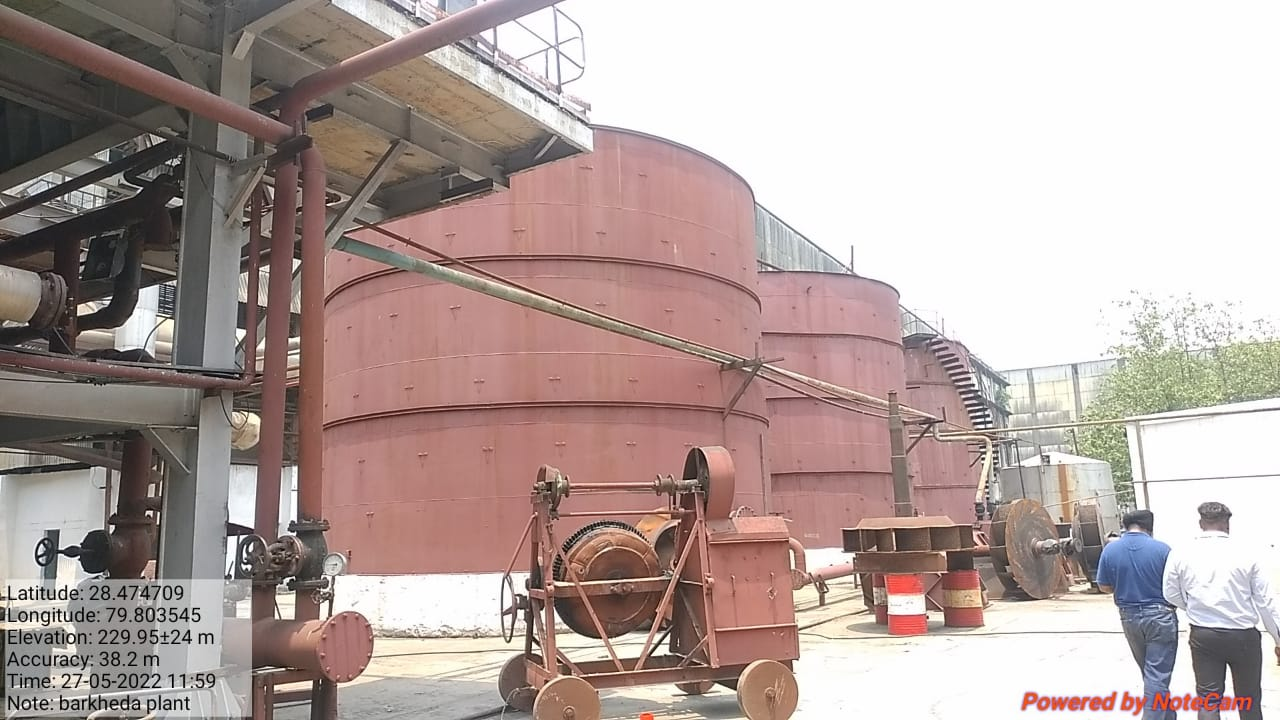 Latitude: 28.474709
Longitude: 79.803545
Elevation: 229.95±24 m
Accuracy: 38.2 m
Time: 27-05-2022 11:59
Note: barkheda plant
Powered by NoteCam